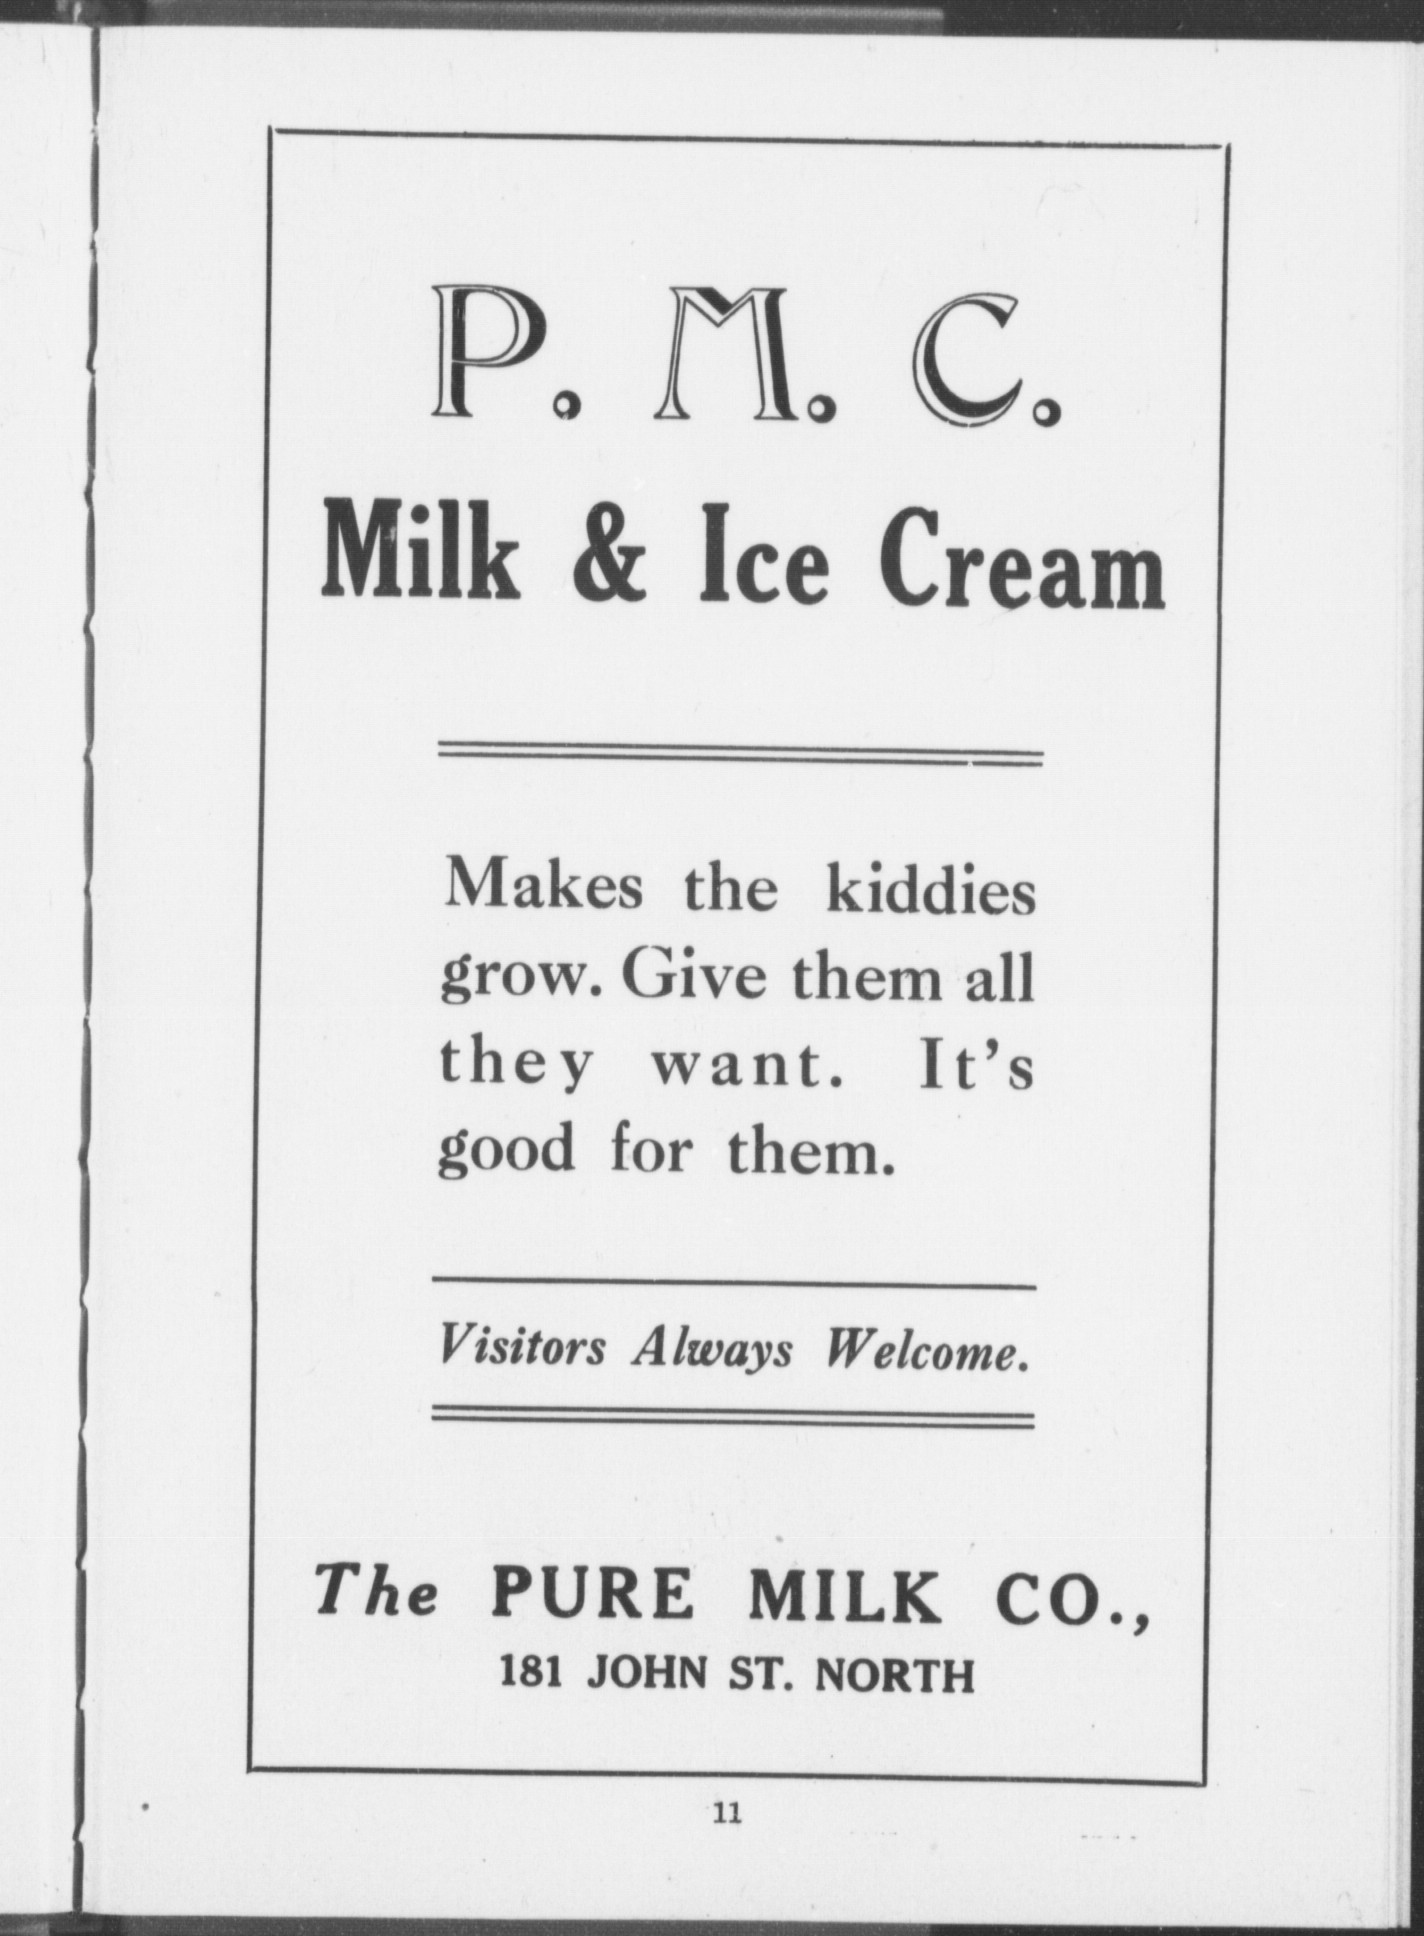 P. M. C.
Milk & Ice Cream
Makes the kiddies
grow. Give them all
they want. It's
good for them.
Visitors Always Welcome.
The PURE MILK CO.,
181 JOHN ST. NORTH
11